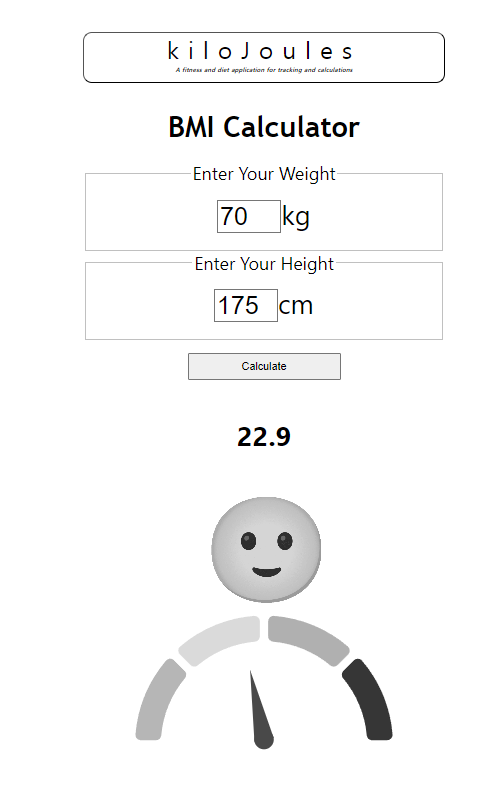 kiloJoules
A fitness and diet application for tracking and calculations
BMI Calculator
Enter Your Weight
70 kg
Enter Your Height
175 cm
Calculate
22.9